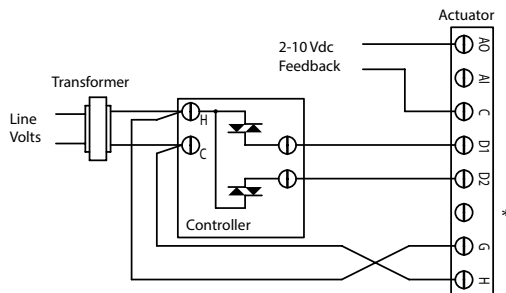 Actuator
2-10 Vdc
Feedback
Transformer
Line
Volts
H
C
Controller
AO
AI
C
D1
D2
*
G
H